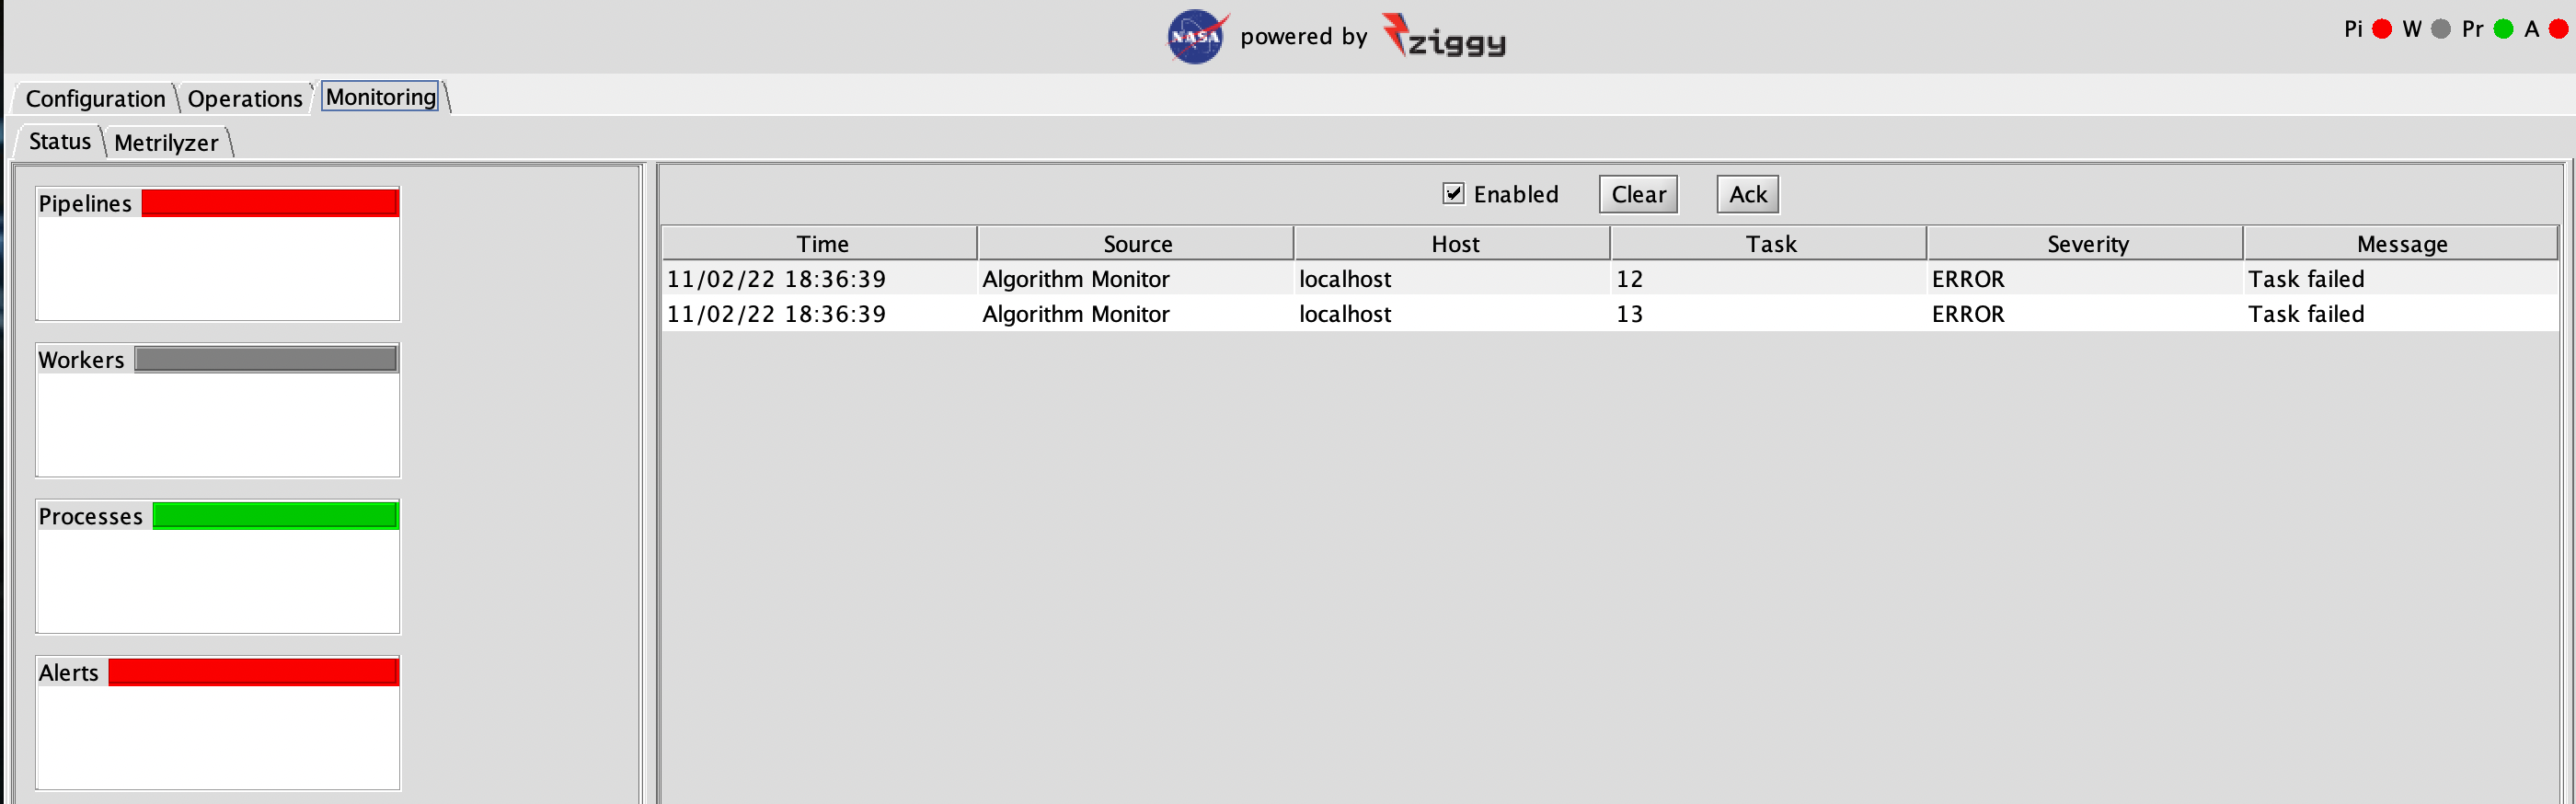 NASA powered by ziggy
Pi W Pr A
Configuration Operations Monitoring
Status Metrilyzer
Pipelines
Workers
Processes
Alerts
Enabled Clear Ack
Time Source Host Task Severity Message
11/02/22 18:36:39 Algorithm Monitor localhost 12 ERROR Task failed
11/02/22 18:36:39 Algorithm Monitor localhost 13 ERROR Task failed